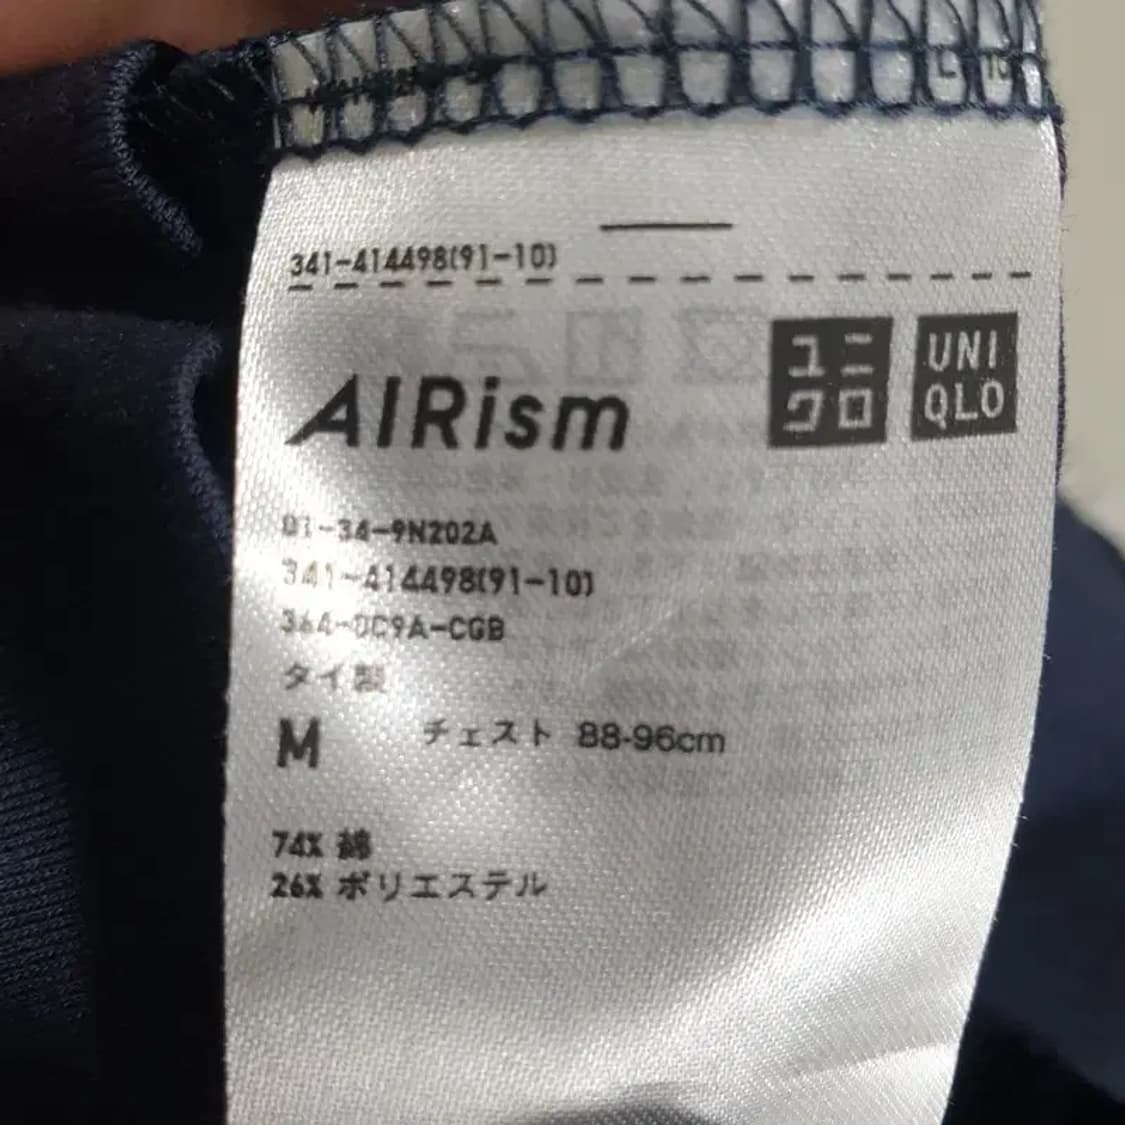 341-414498(91-10)
AIRism
ユニ
クロ
UNI
QLO
01-34-9N202A
341-414498(91-10)
364-DC9A-CGB
タイ製
M チェスト 88-96cm
74% 綿
26% ポリエステル